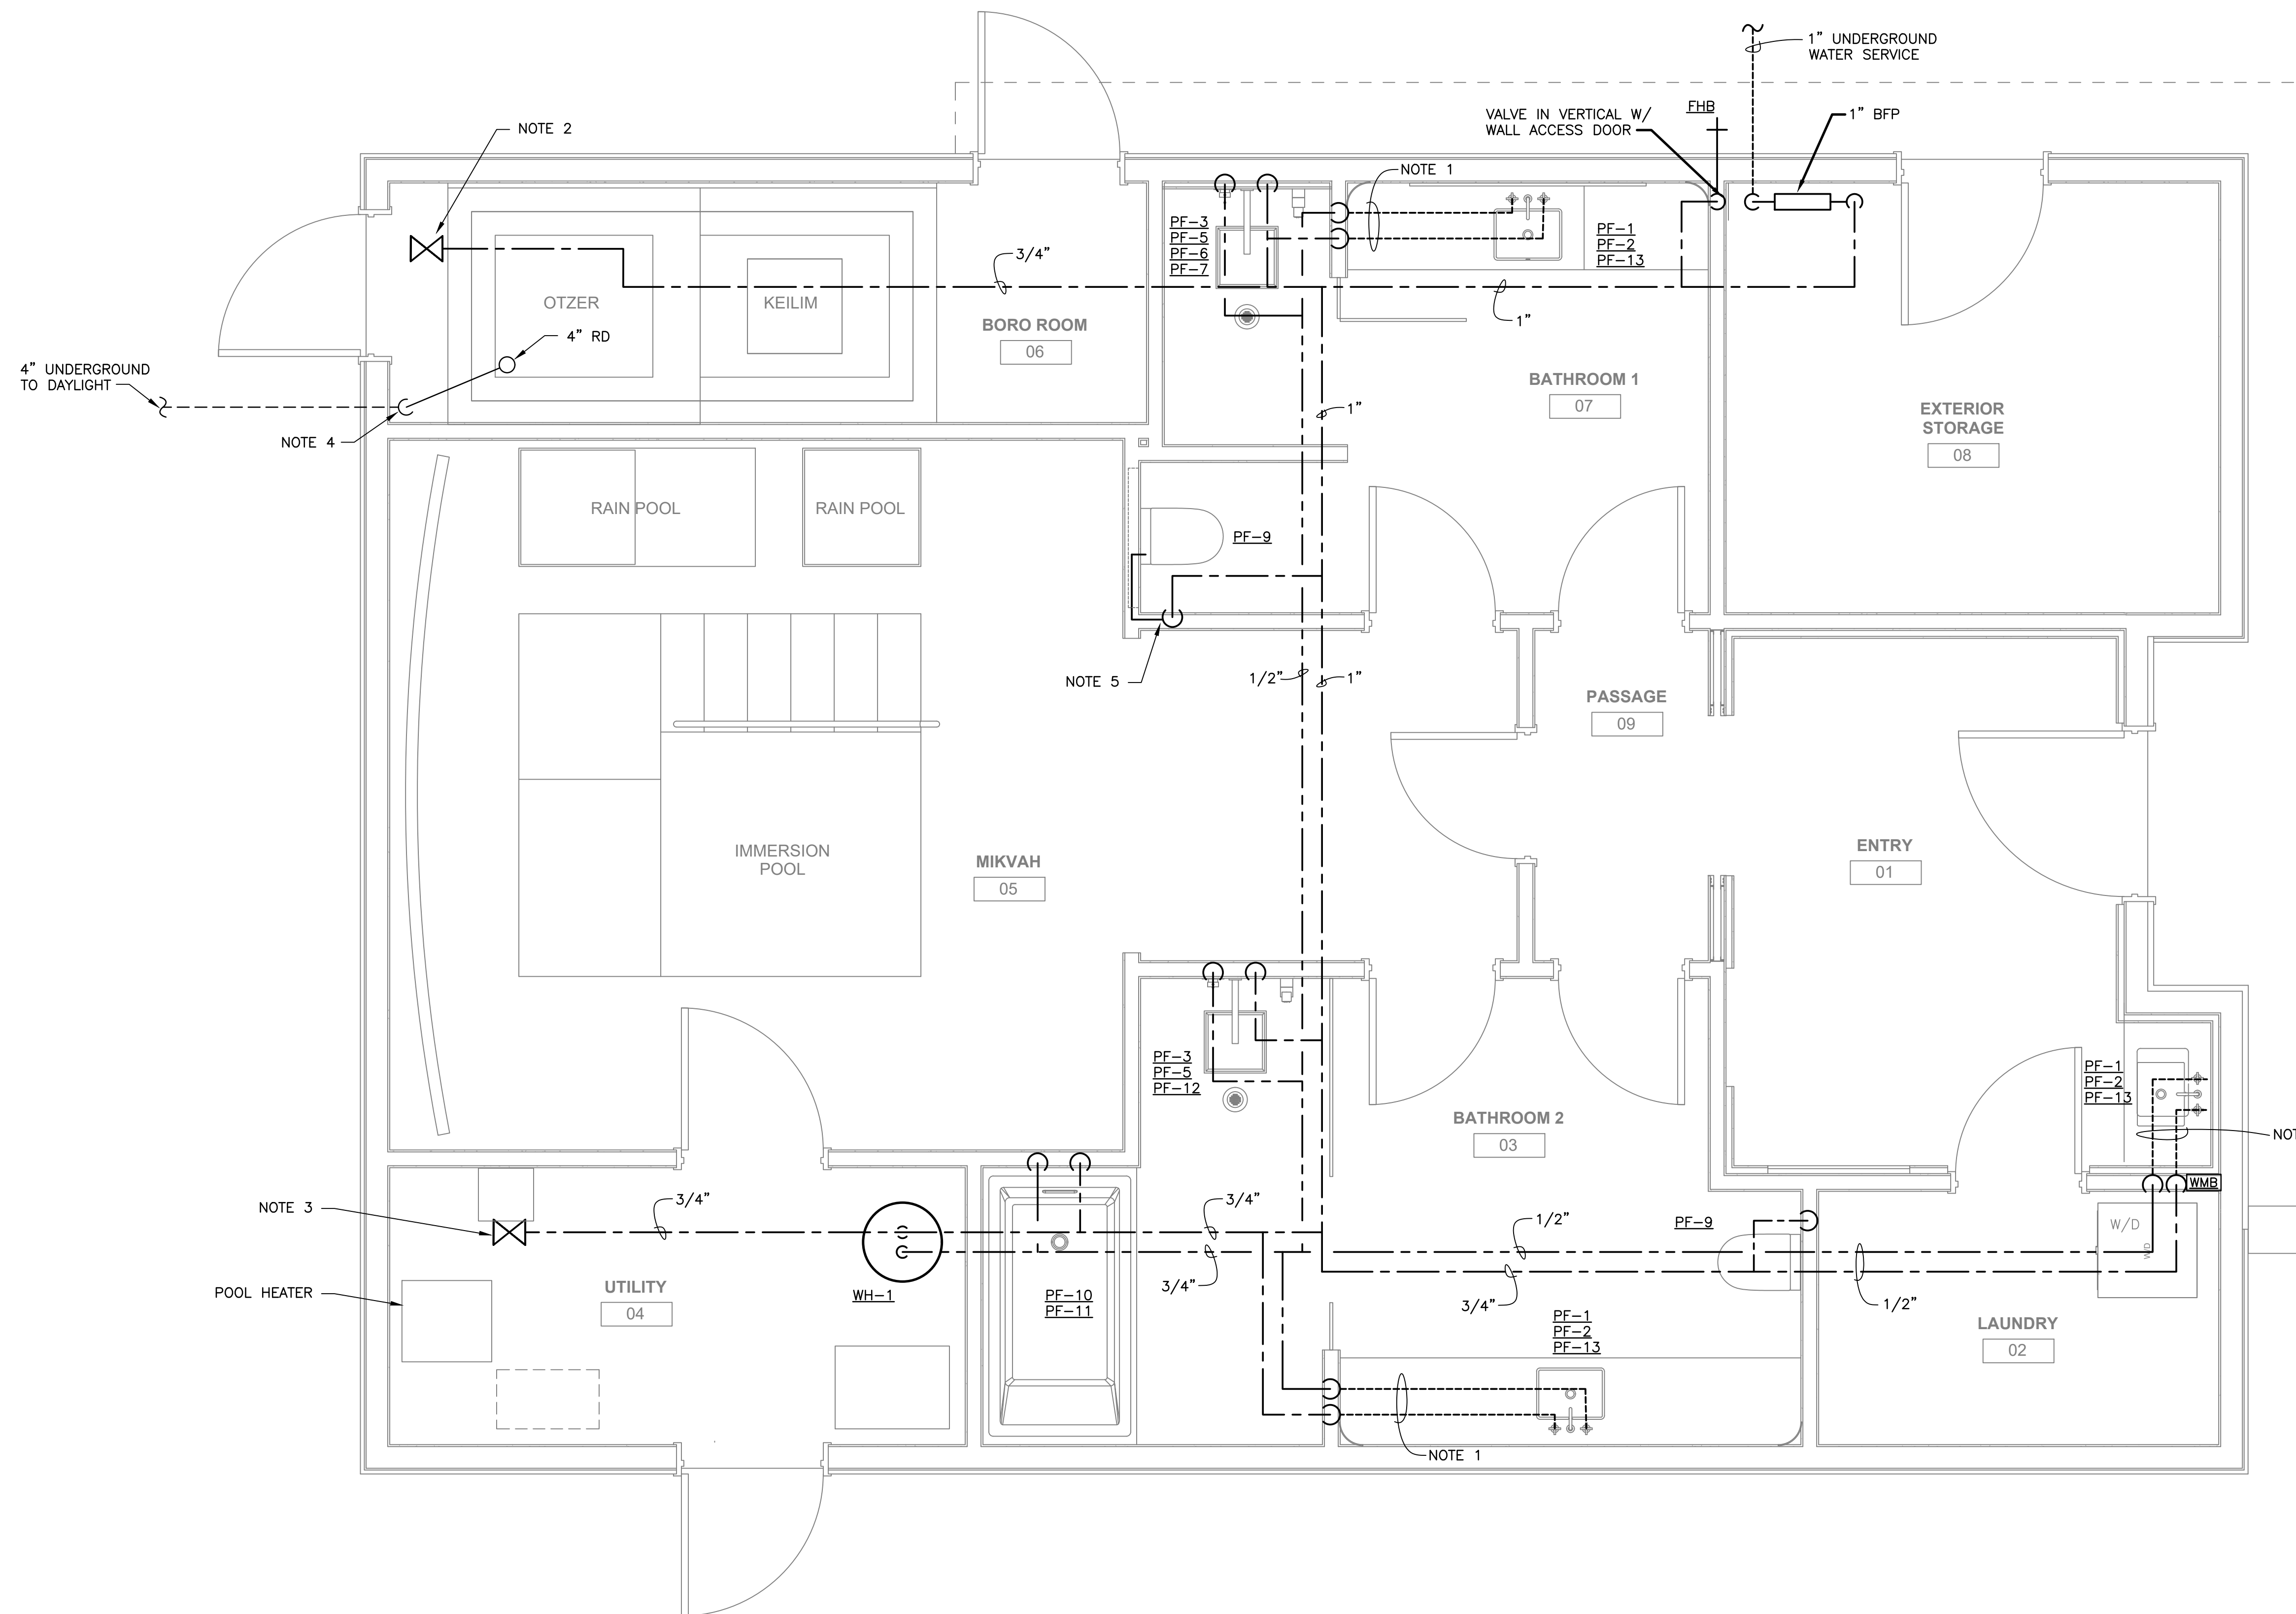 1" UNDERGROUND
WATER SERVICE
VALVE IN VERTICAL W/
WALL ACCESS DOOR
FHB
1" BFP
NOTE 2
NOTE 1
PF-3
PF-5
PF-6
PF-7
PF-1
PF-2
PF-13
3/4"
1"
OTZER
KEILIM
BORO ROOM
06
4" RD
4" UNDERGROUND
TO DAYLIGHT
NOTE 4
BATHROOM 1
07
1"
EXTERIOR
STORAGE
08
RAIN POOL
RAIN POOL
PF-9
NOTE 5
1/2"
1"
PASSAGE
09
IMMERSION
POOL
MIKVAH
05
ENTRY
01
PF-3
PF-5
PF-12
PF-1
PF-2
PF-13
BATHROOM 2
03
NOT
WMB
NOTE 3
3/4"
3/4"
1/2"
PF-9
W/D
W/D
POOL HEATER
UTILITY
04
WH-1
PF-10
PF-11
3/4"
3/4"
1/2"
PF-1
PF-2
PF-13
LAUNDRY
02
NOTE 1